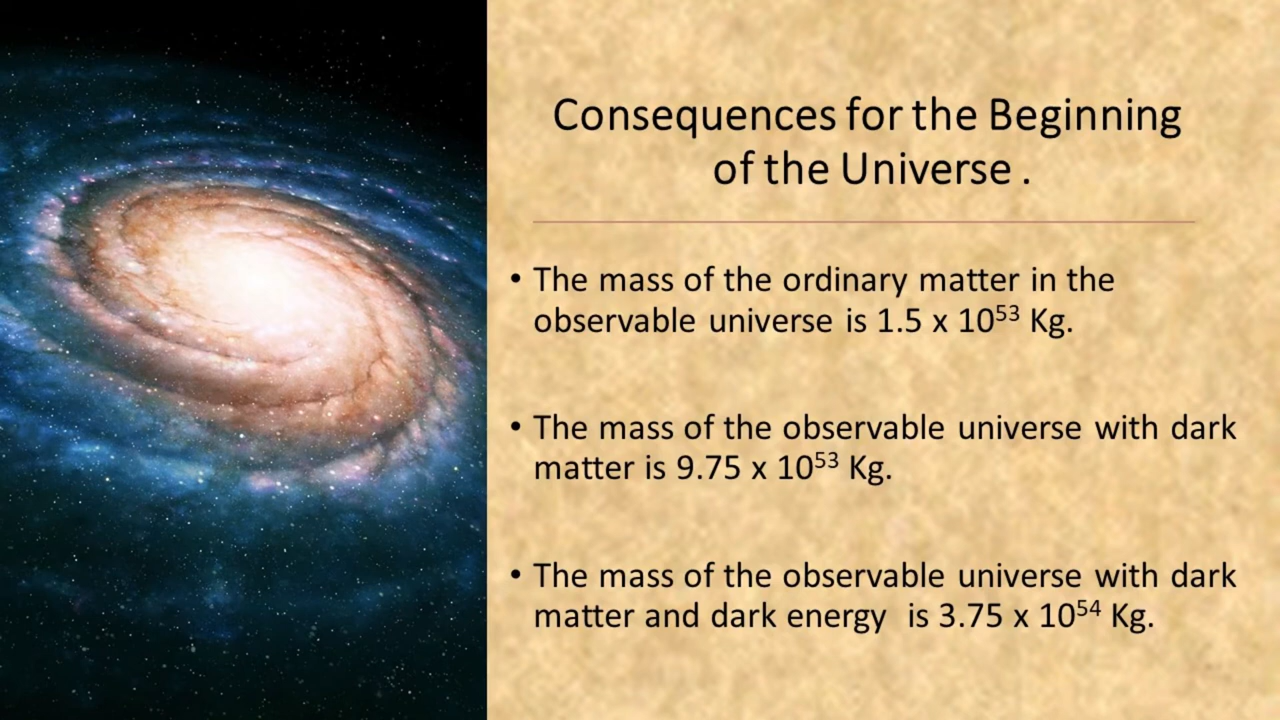 Consequences for the Beginning
of the Universe .
• The mass of the ordinary matter in the
observable universe is 1.5 x 10⁵³ Kg.
• The mass of the observable universe with dark
matter is 9.75 x 10⁵³ Kg.
• The mass of the observable universe with dark
matter and dark energy  is 3.75 x 10⁵⁴ Kg.